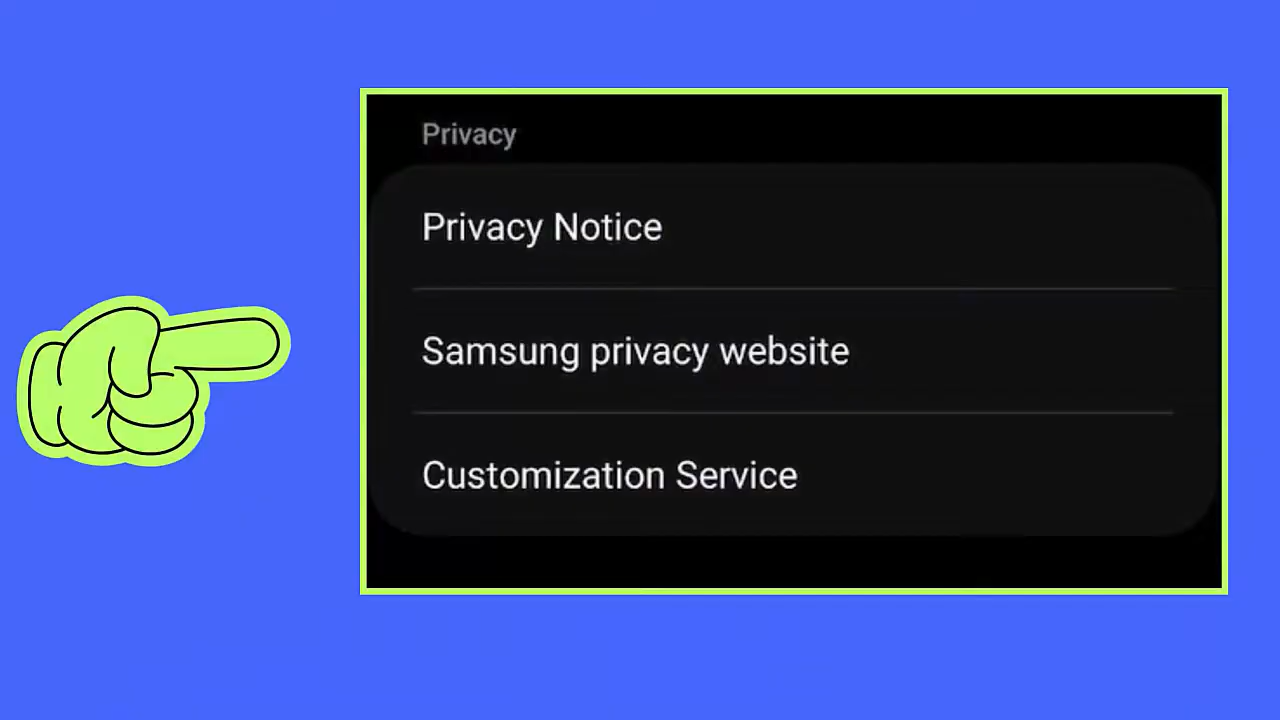 Privacy
Privacy Notice
Samsung privacy website
Customization Service